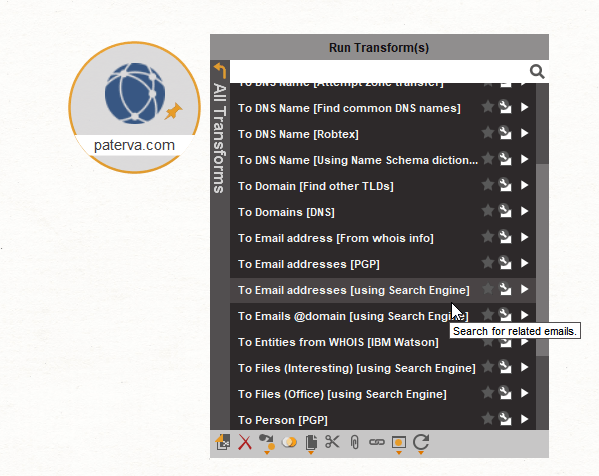 Run Transform(s)
paterva.com
All Transforms
To DNS Name [Attempt zone transfer]
To DNS Name [Find common DNS names]
To DNS Name [Robtex]
To DNS Name [Using Name Schema diction...
To Domain [Find other TLDs]
To Domains [DNS]
To Email address [From whois info]
To Email addresses [PGP]
To Email addresses [using Search Engine]
To Emails @domain [using Search Engine]
Search for related emails.
To Entities from WHOIS [IBM Watson]
To Files (Interesting) [using Search Engine]
To Files (Office) [using Search Engine]
To Person [PGP]